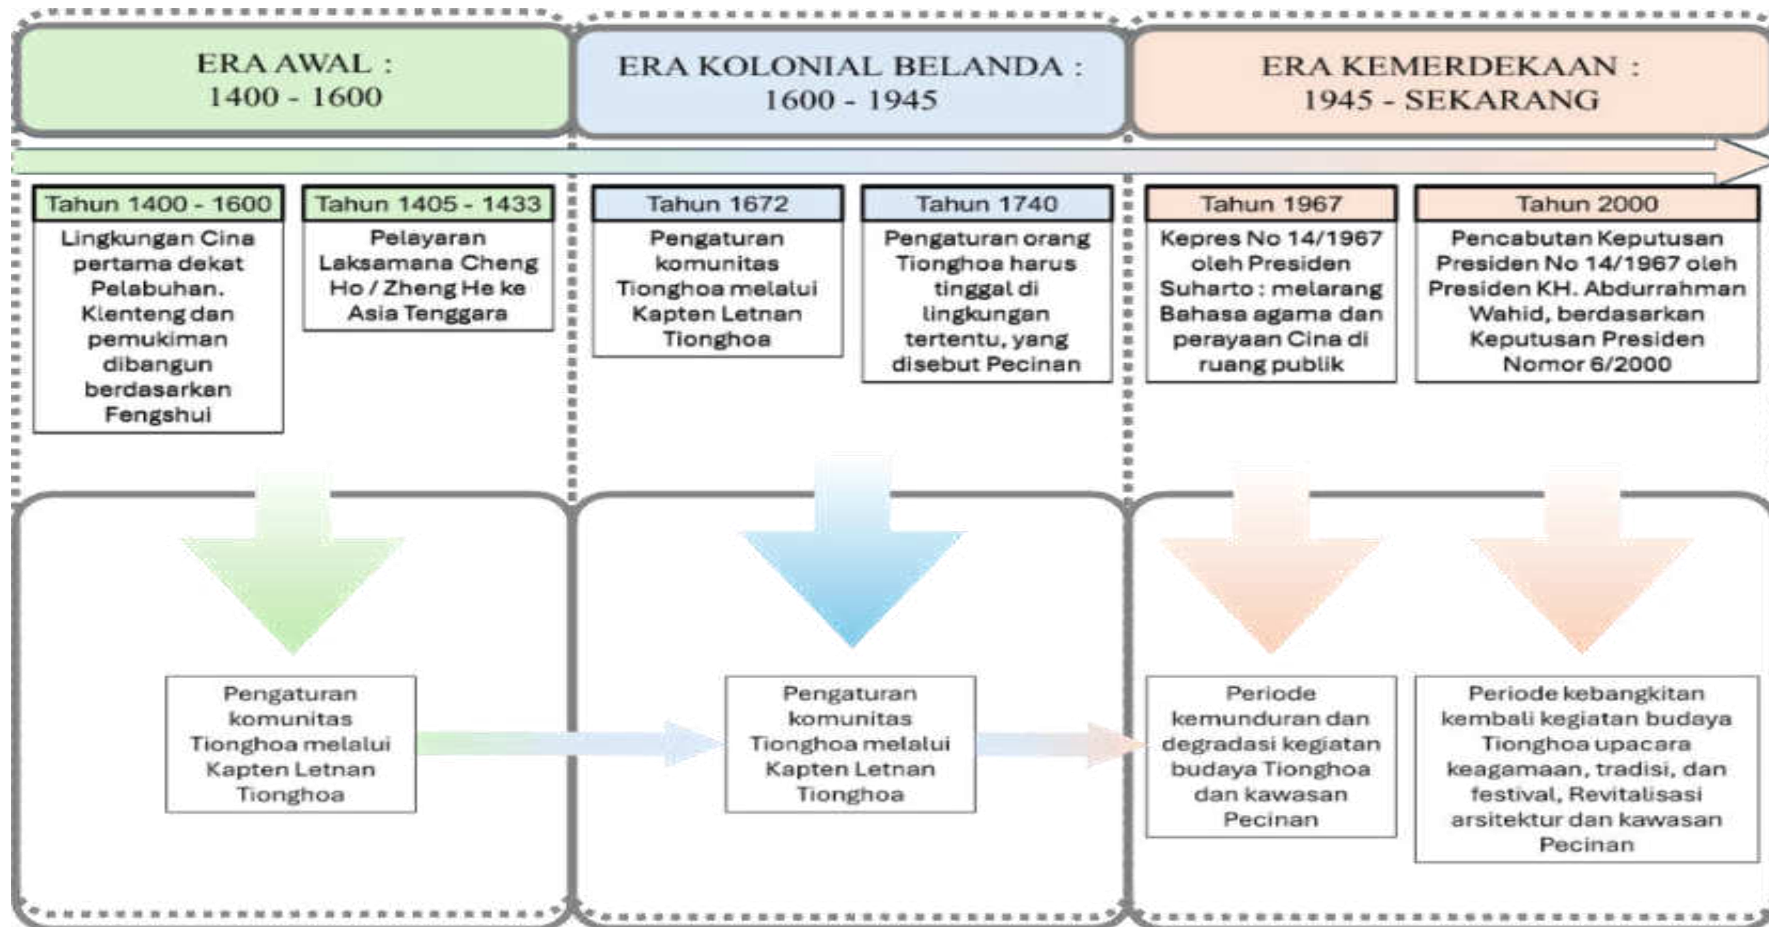 ERA AWAL :
1400 - 1600
ERA KOLONIAL BELANDA :
1600 - 1945
ERA KEMERDEKAAN :
1945 - SEKARANG
Tahun 1400 - 1600
Lingkungan Cina
pertama dekat
Pelabuhan.
Klenteng dan
pemukiman
dibangun
berdasarkan
Fengshui
Tahun 1405 - 1433
Pelayaran
Laksamana Cheng
Ho / Zheng He ke
Asia Tenggara
Tahun 1672
Pengaturan
komunitas
Tionghoa melalui
Kapten Letnan
Tionghoa
Tahun 1740
Pengaturan orang
Tionghoa harus
tinggal di
lingkungan
tertentu, yang
disebut Pecinan
Tahun 1967
Kepres No 14/1967
oleh Presiden
Suharto : melarang
Bahasa agama dan
perayaan Cina di
ruang publik
Tahun 2000
Pencabutan Keputusan
Presiden No 14/1967 oleh
Presiden KH. Abdurrahman
Wahid, berdasarkan
Keputusan Presiden
Nomor 6/2000
Pengaturan
komunitas
Tionghoa melalui
Kapten Letnan
Tionghoa
Pengaturan
komunitas
Tionghoa melalui
Kapten Letnan
Tionghoa
Periode
kemunduran dan
degradasi kegiatan
budaya Tionghoa
dan kawasan
Pecinan
Periode kebangkitan
kembali kegiatan budaya
Tionghoa upacara
keagamaan, tradisi, dan
festival, Revitalisasi
arsitektur dan kawasan
Pecinan